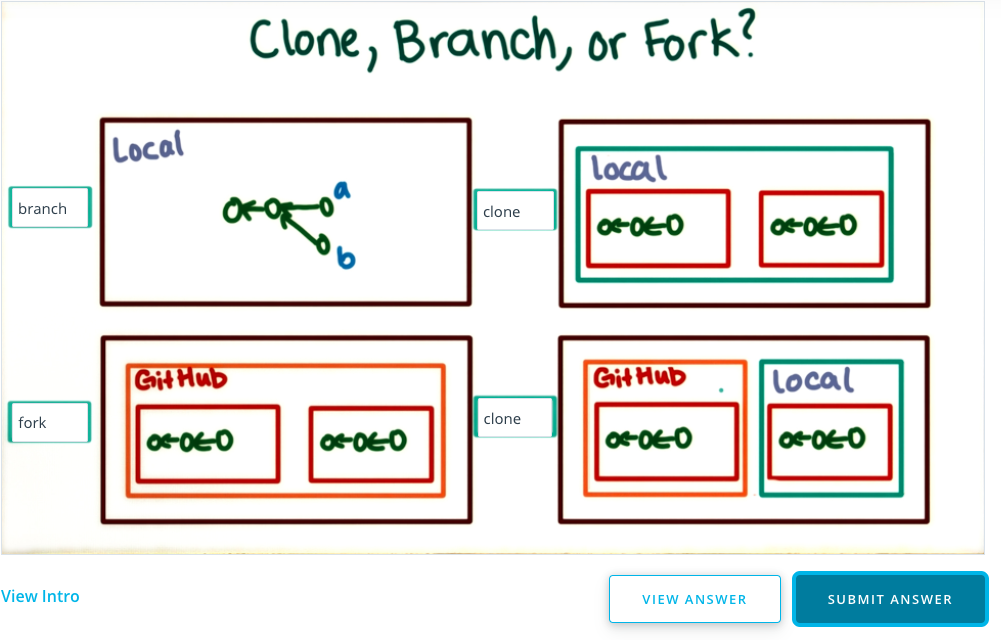 Clone, Branch, or Fork?
branch
Local
a
b
clone
local
fork
GitHub
clone
GitHub
local
View Intro
VIEW ANSWER
SUBMIT ANSWER